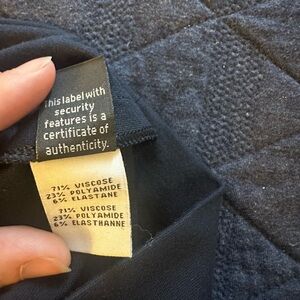 this label with
security
features is a
certificate of
authenticity.
71% VISCOSE
23% POLYAMIDE
6% ELASTANE
71% VISCOSE
23% POLYAMIDE
6% ELASTHANNE